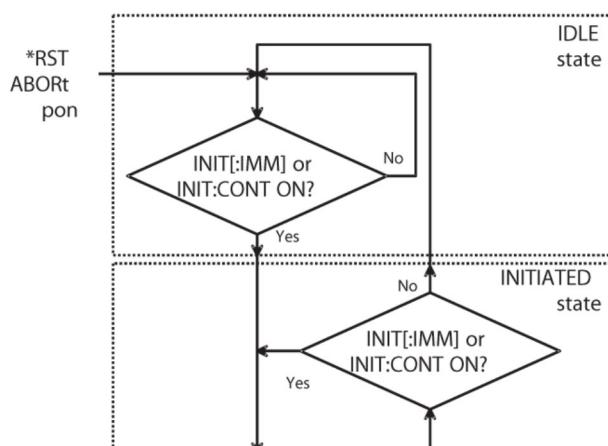 IDLE
state
*RST
ABORt
pon
INIT[:IMM] or
INIT:CONT ON?
No
Yes
INITIATED
state
No
INIT[:IMM] or
INIT:CONT ON?
Yes